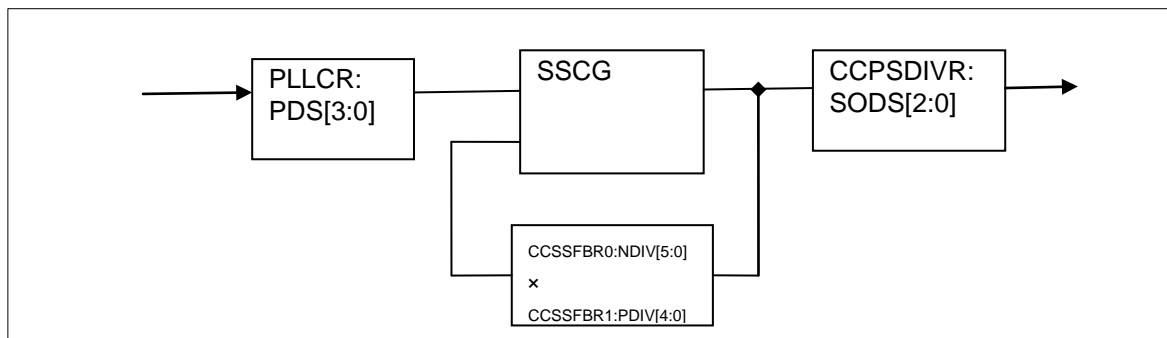 PLLCR:
PDS[3:0]
SSCG
CCPSDIVR:
SODS[2:0]
CCSSFBR0:NDIV[5:0]
×
CCSSFBR1:PDIV[4:0]